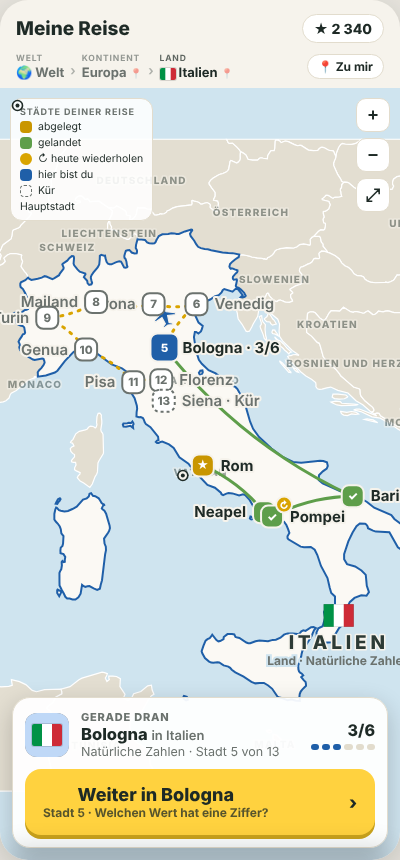 Meine Reise
★ 2 340
WELT
KONTINENT
LAND
Welt › Europa › Italien
Zu mir
STÄDTE DEINER REISE
abgelegt
gelandet
↻ heute wiederholen
hier bist du
Kür
Hauptstadt
+
−
DEUTSCHLAND
ÖSTERREICH
LIECHTENSTEIN
SCHWEIZ
SLOWENIEN
Mailand
8
ona
7
6
Venedig
urin
9
KROATIEN
Genua
10
5
Bologna · 3/6
BOSNIEN UND HERZ
MONACO
Pisa
11
12
Florenz
13
Siena · Kür
Rom
Neapel
Pompei
Bari
ITALIEN
Land · Natürliche Zahle
GERADE DRAN
Bologna in Italien
3/6
Natürliche Zahlen · Stadt 5 von 13
Weiter in Bologna
Stadt 5 · Welchen Wert hat eine Ziffer?
›